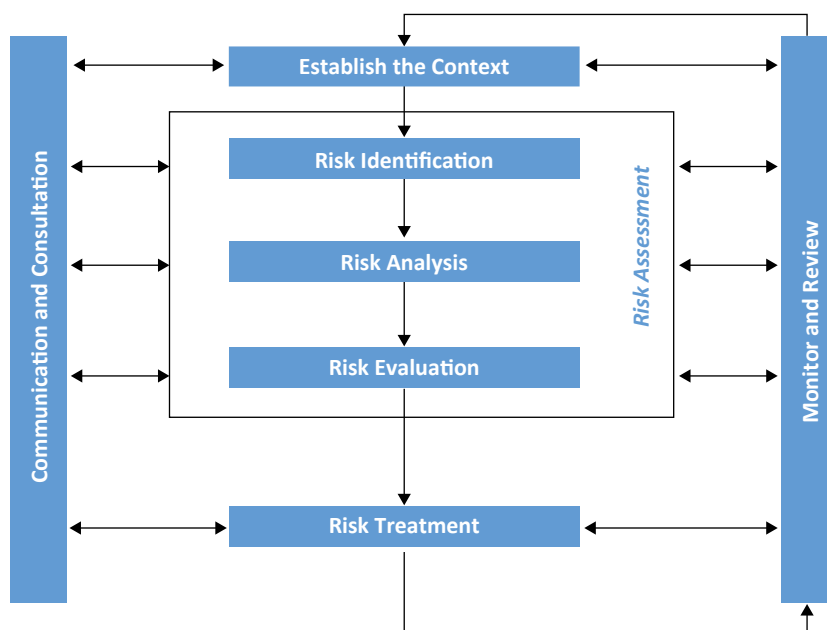 Establish the Context
Communication and Consultation
Risk Identification
Risk Analysis
Risk Evaluation
Risk Assessment
Monitor and Review
Risk Treatment